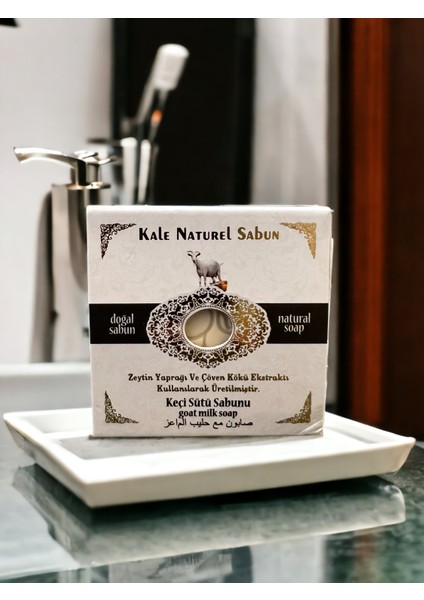 Kale Naturel Sabun
doğal
sabun
natural
soap
Zeytin Yaprağı Ve Çöven Kökü Ekstraktı
Kullanılarak Üretilmiştir.
Keçi Sütü Sabunu
goat milk soap
صابون مع حليب الماعز